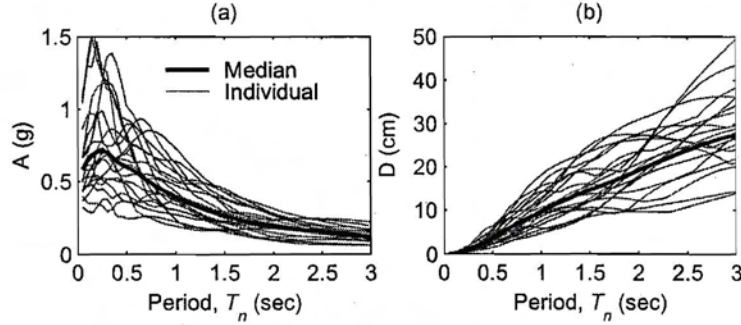 (a)
1.5
1
0.5
0
A (g)
Median
Individual
0 0.5 1 1.5 2 2.5 3
Period, Tn (sec)
(b)
50
40
30
20
10
0
D (cm)
0 0.5 1 1.5 2 2.5 3
Period, Tn (sec)